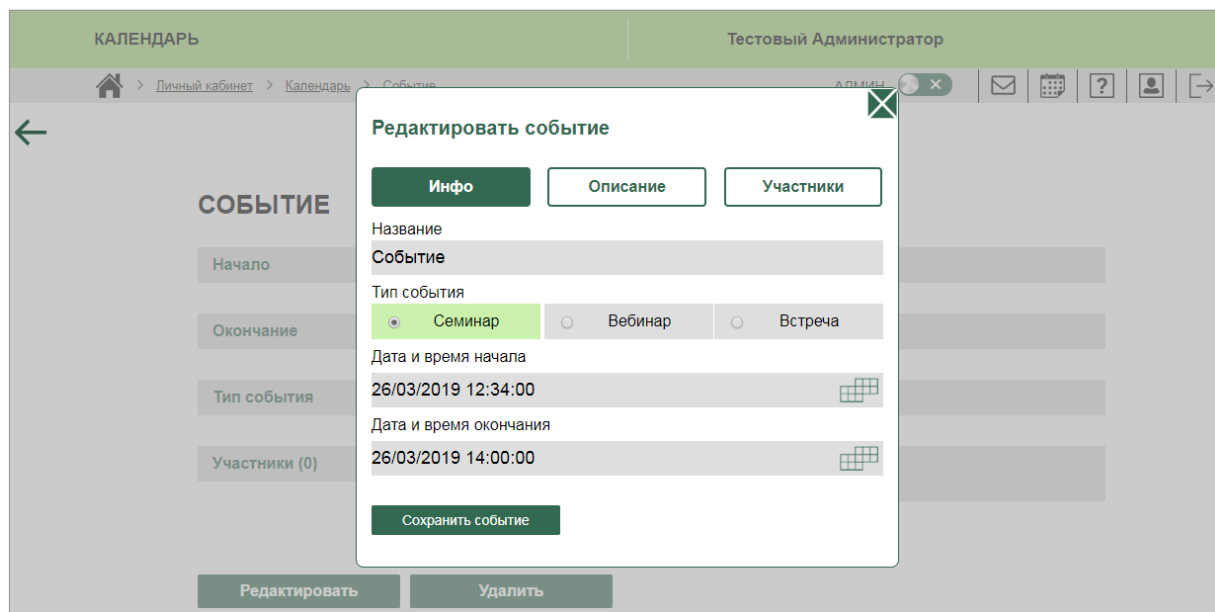 КАЛЕНДАРЬ Тестовый Администратор
> Личный кабинет > Календарь > Событие АДМИН
Редактировать событие
Инфо Описание Участники
СОБЫТИЕ
Название
Событие
Начало
Тип события
Семинар Вебинар Встреча
Окончание
Дата и время начала
26/03/2019 12:34:00
Тип события
Дата и время окончания
26/03/2019 14:00:00
Участники (0)
Сохранить событие
Редактировать Удалить